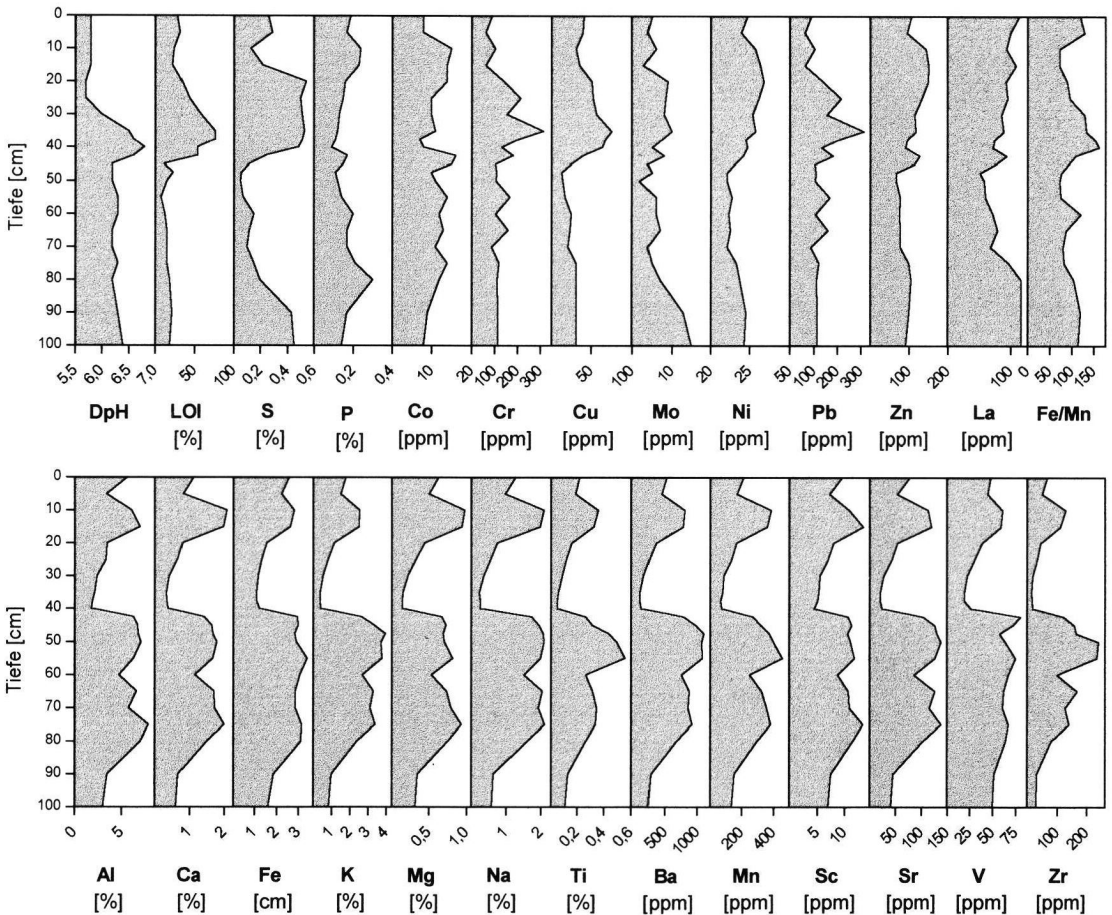 Tiefe [cm]
0
10
20
30
40
50
60
70
80
90
100
5,5 6,0 6,5 7,0 50 100 0,2 0,4 0,6 0,2 10 20 100 200 300 50 100 20 25 50 100 200 300 100 200 100 0 50 100 150
DpH LOI S P Co Cr Cu Mo Ni Pb Zn La Fe/Mn
[%] [%] [%] [ppm] [ppm] [ppm] [ppm] [ppm] [ppm] [ppm] [ppm]
Tiefe [cm]
0
10
20
30
40
50
60
70
80
90
100
0 5 1 2 1 2 3 1 2 3 4 0,5 1,0 1 2 0,2 0,4 0,6 500 1000 200 400 5 10 50 100 150 25 50 75 100 200
Al Ca Fe K Mg Na Ti Ba Mn Sc Sr V Zr
[%] [%] [cm] [%] [%] [%] [%] [ppm] [ppm] [ppm] [ppm] [ppm] [ppm]